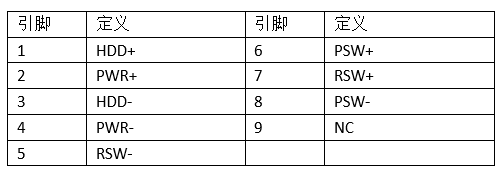 引脚 定义 引脚 定义
1 HDD+ 6 PSW+
2 PWR+ 7 RSW+
3 HDD- 8 PSW-
4 PWR- 9 NC
5 RSW-